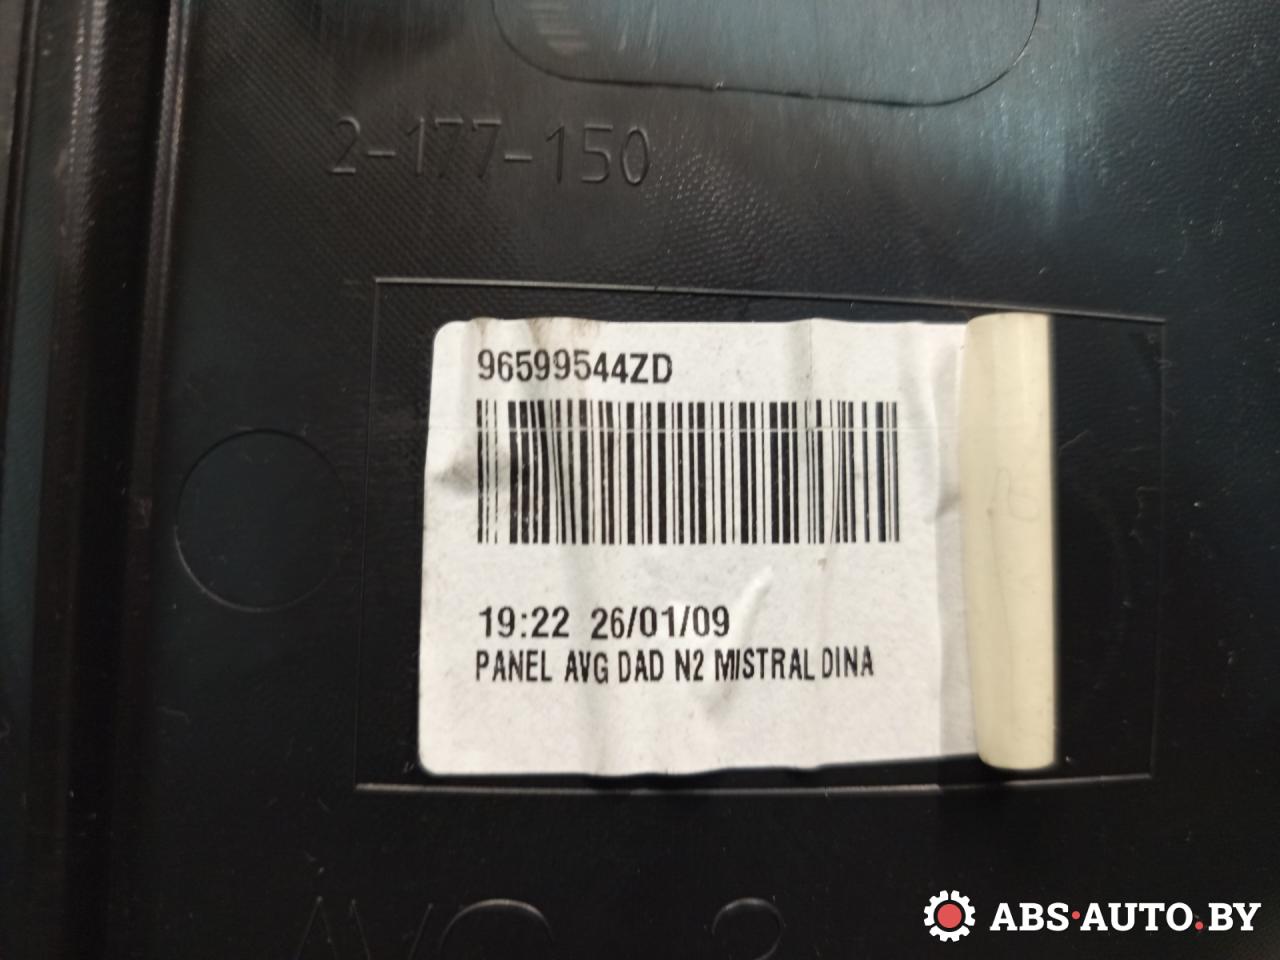 2-177-150
96599544ZD
19:22 26/01/09
PANEL AVG DAD N2 MISTRAL DINA
ABS·AUTO.BY